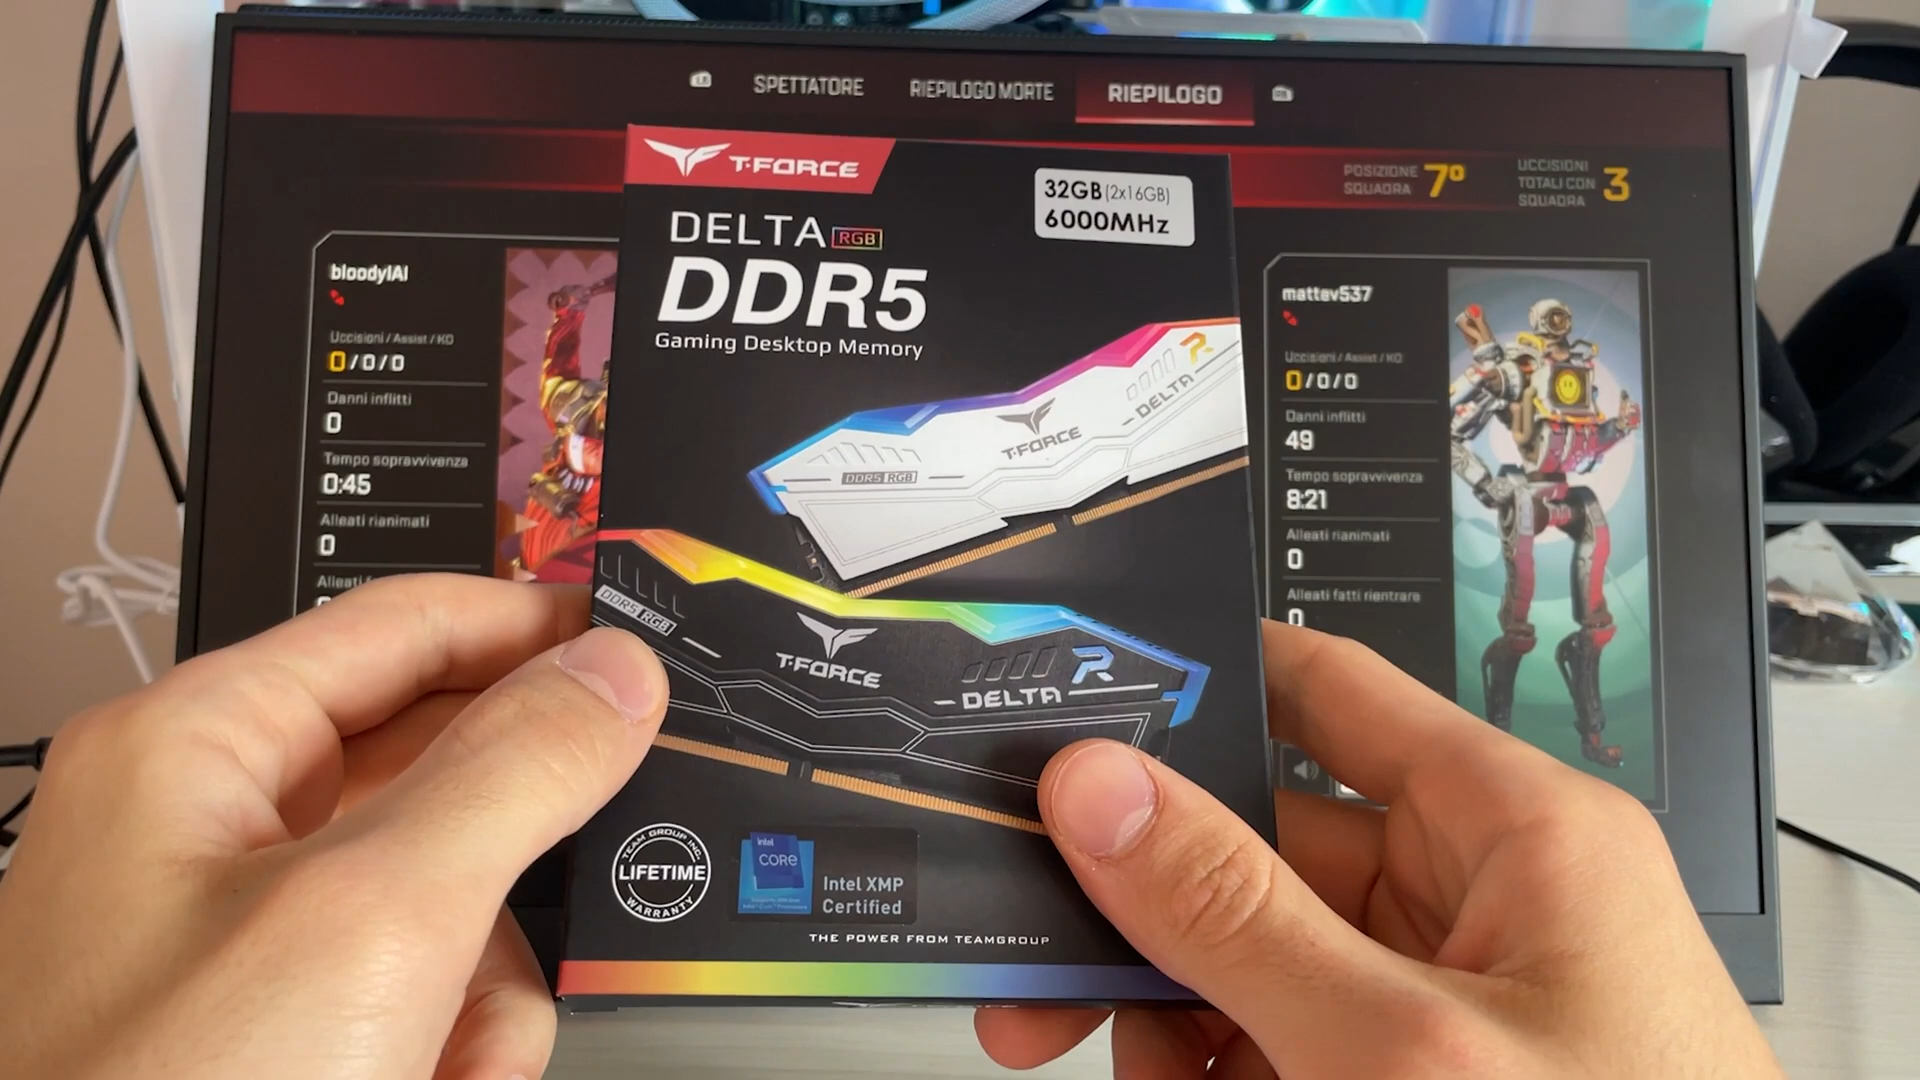 SPETTATORE
RIEPILOGO MORTE
RIEPILOGO
POSIZIONE
SQUADRA
7º
UCCISIONI
TOTALI CON
SQUADRA
3
bloodylAl
Uccisioni / Assist / KO
0/0/0
Danni inflitti
0
Tempo sopravvivenza
0:45
Alleati rianimati
0
T-FORCE
32GB (2x16GB)
6000MHz
DELTA RGB
DDR5
Gaming Desktop Memory
DELTA
T-FORCE
DDR5 RGB
DDR5 RGB
T-FORCE
DELTA
TEAM GROUP INC.
LIFETIME
WARRANTY
intel
CORE
Intel XMP
Certified
THE POWER FROM TEAMGROUP
mattev537
Uccisioni / Assist / KO
0/0/0
Danni inflitti
49
Tempo sopravvivenza
8:21
Alleati rianimati
0
Alleati fatti rientrare
0